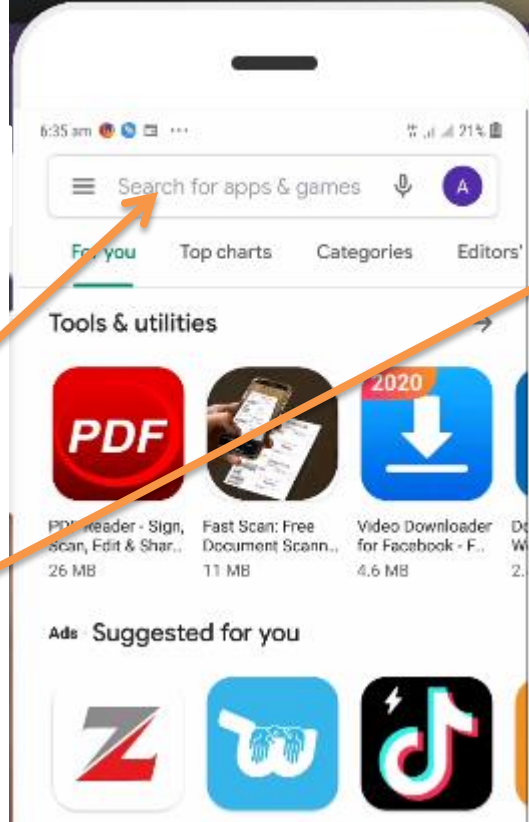 6:35 am ... 21%
Search for apps & games A
For you Top charts Categories Editors'
Tools & utilities →
PDF 2020
PDF Reader - Sign, Fast Scan: Free Video Downloader
Scan, Edit & Shar.. Document Scann.. for Facebook - F..
26 MB 11 MB 4.6 MB 2.
Ads · Suggested for you
Z